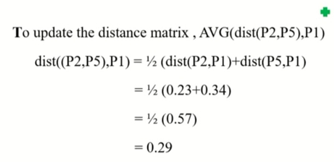 To update the distance matrix , AVG(dist(P2,P5),P1)
dist((P2,P5),P1) = ½ (dist(P2,P1)+dist(P5,P1)
= ½ (0.23+0.34)
= ½ (0.57)
= 0.29